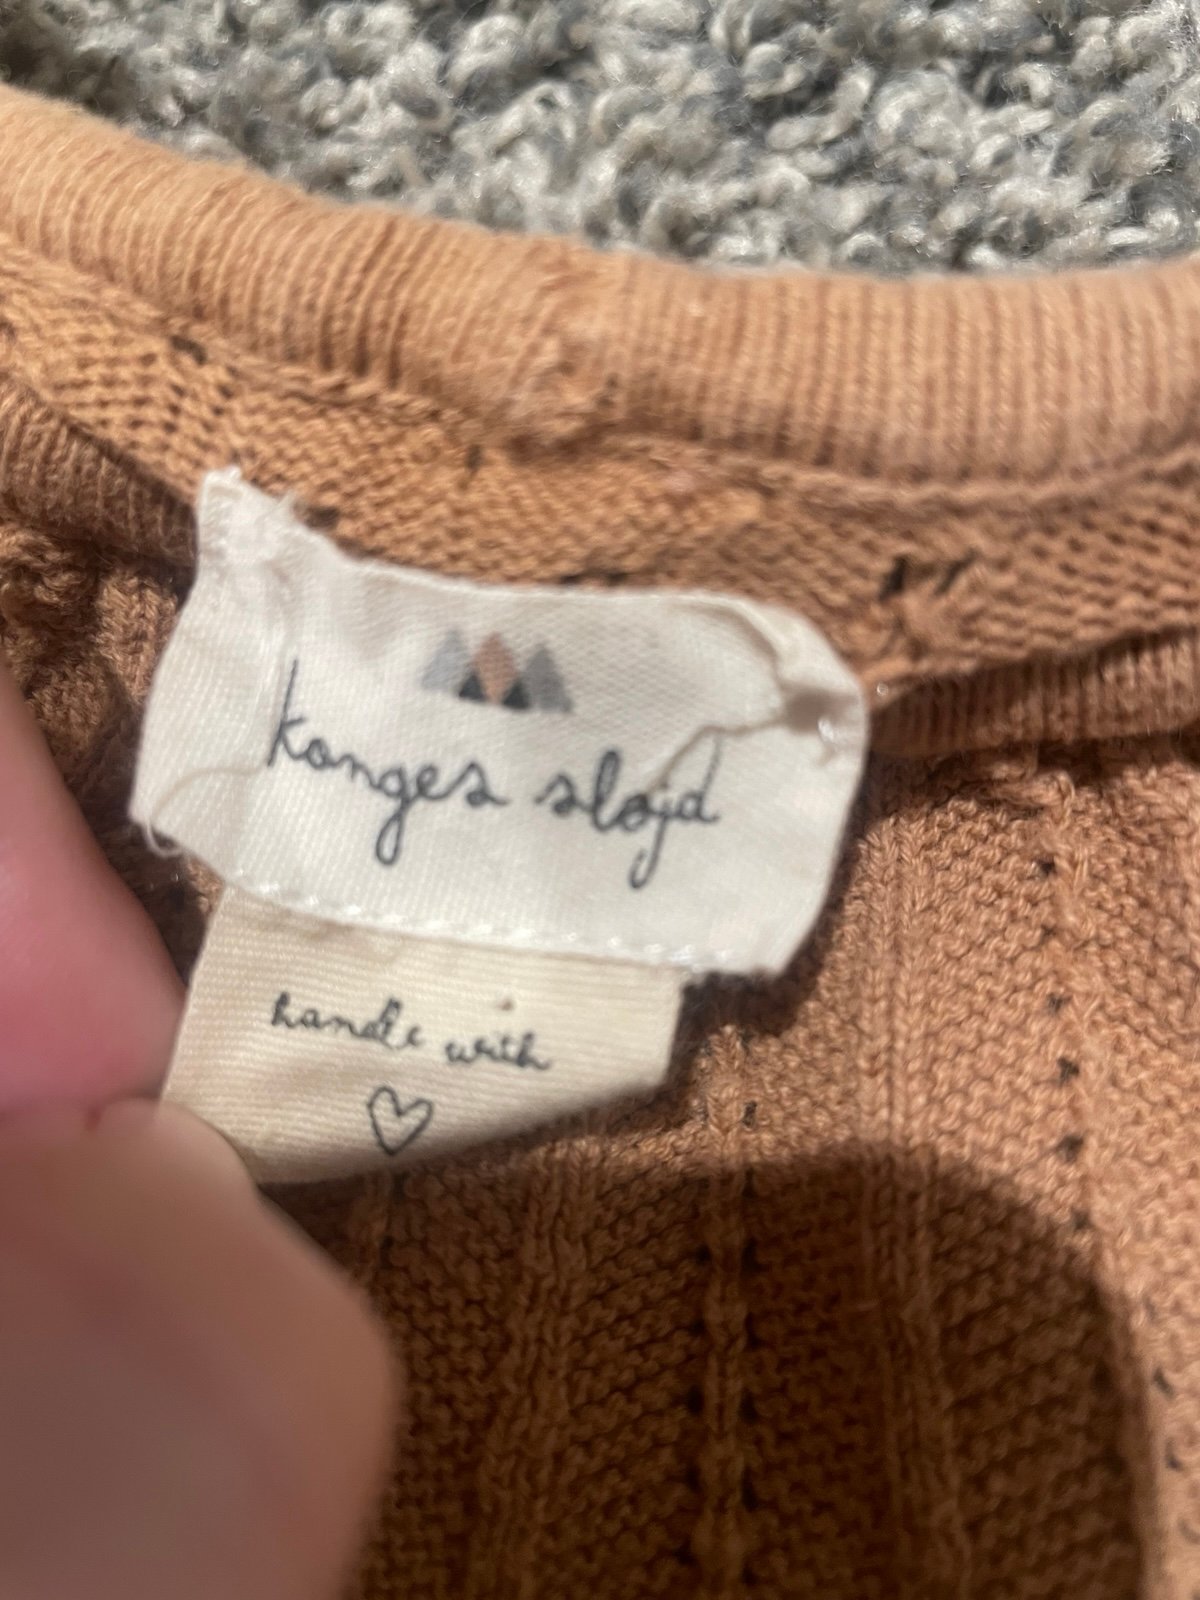 konges sløjd
handle with